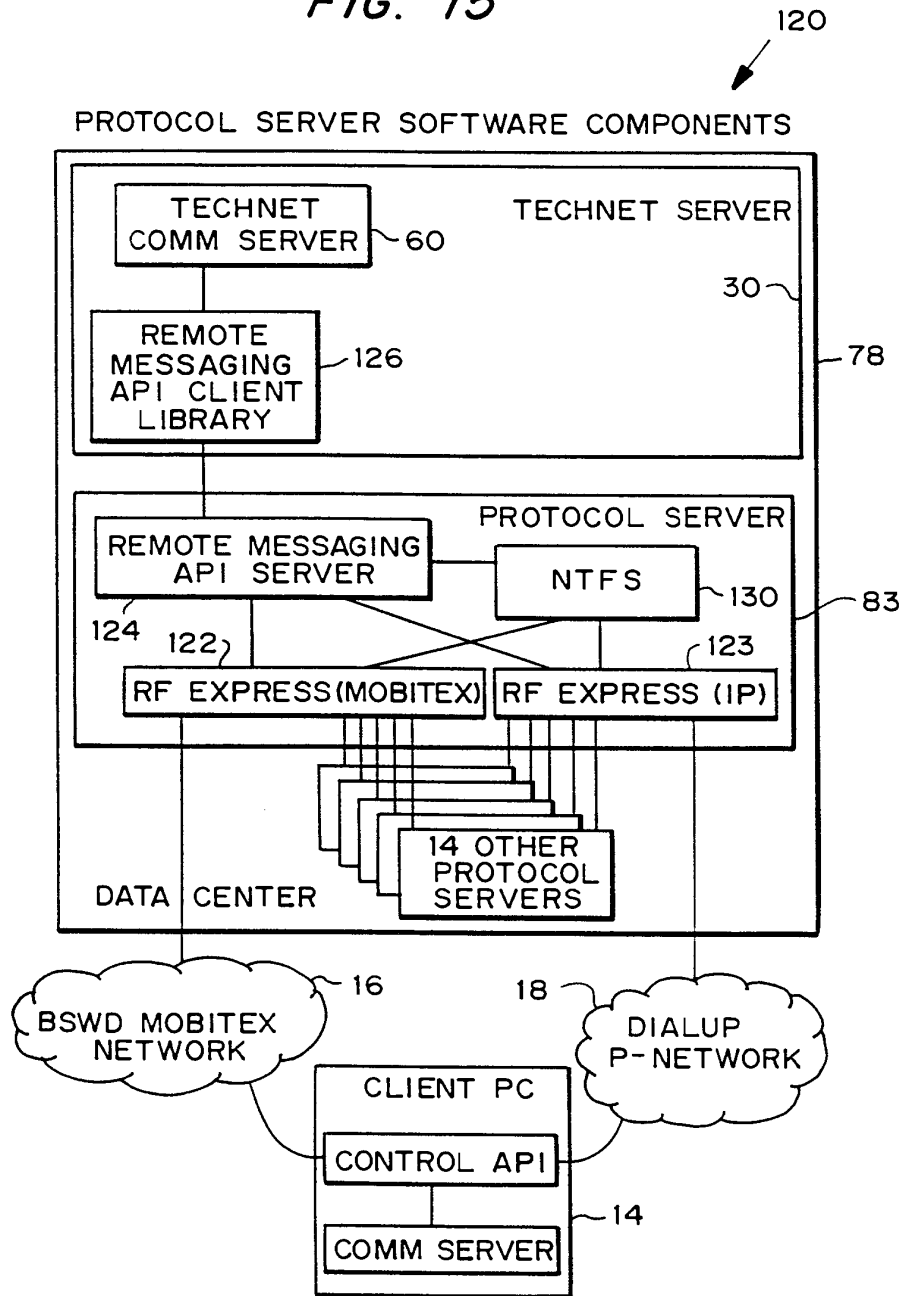 FIG. 15
120
PROTOCOL SERVER SOFTWARE COMPONENTS
TECHNET
COMM SERVER
60
TECHNET SERVER
30
REMOTE
MESSAGING
API CLIENT
LIBRARY
126
78
PROTOCOL SERVER
REMOTE MESSAGING
API SERVER
124
NTFS
130
83
122
123
RF EXPRESS (MOBITEX)
RF EXPRESS (IP)
14 OTHER
PROTOCOL
SERVERS
DATA CENTER
16
BSWD MOBITEX
NETWORK
18
DIALUP
P-NETWORK
CLIENT PC
CONTROL API
COMM SERVER
14